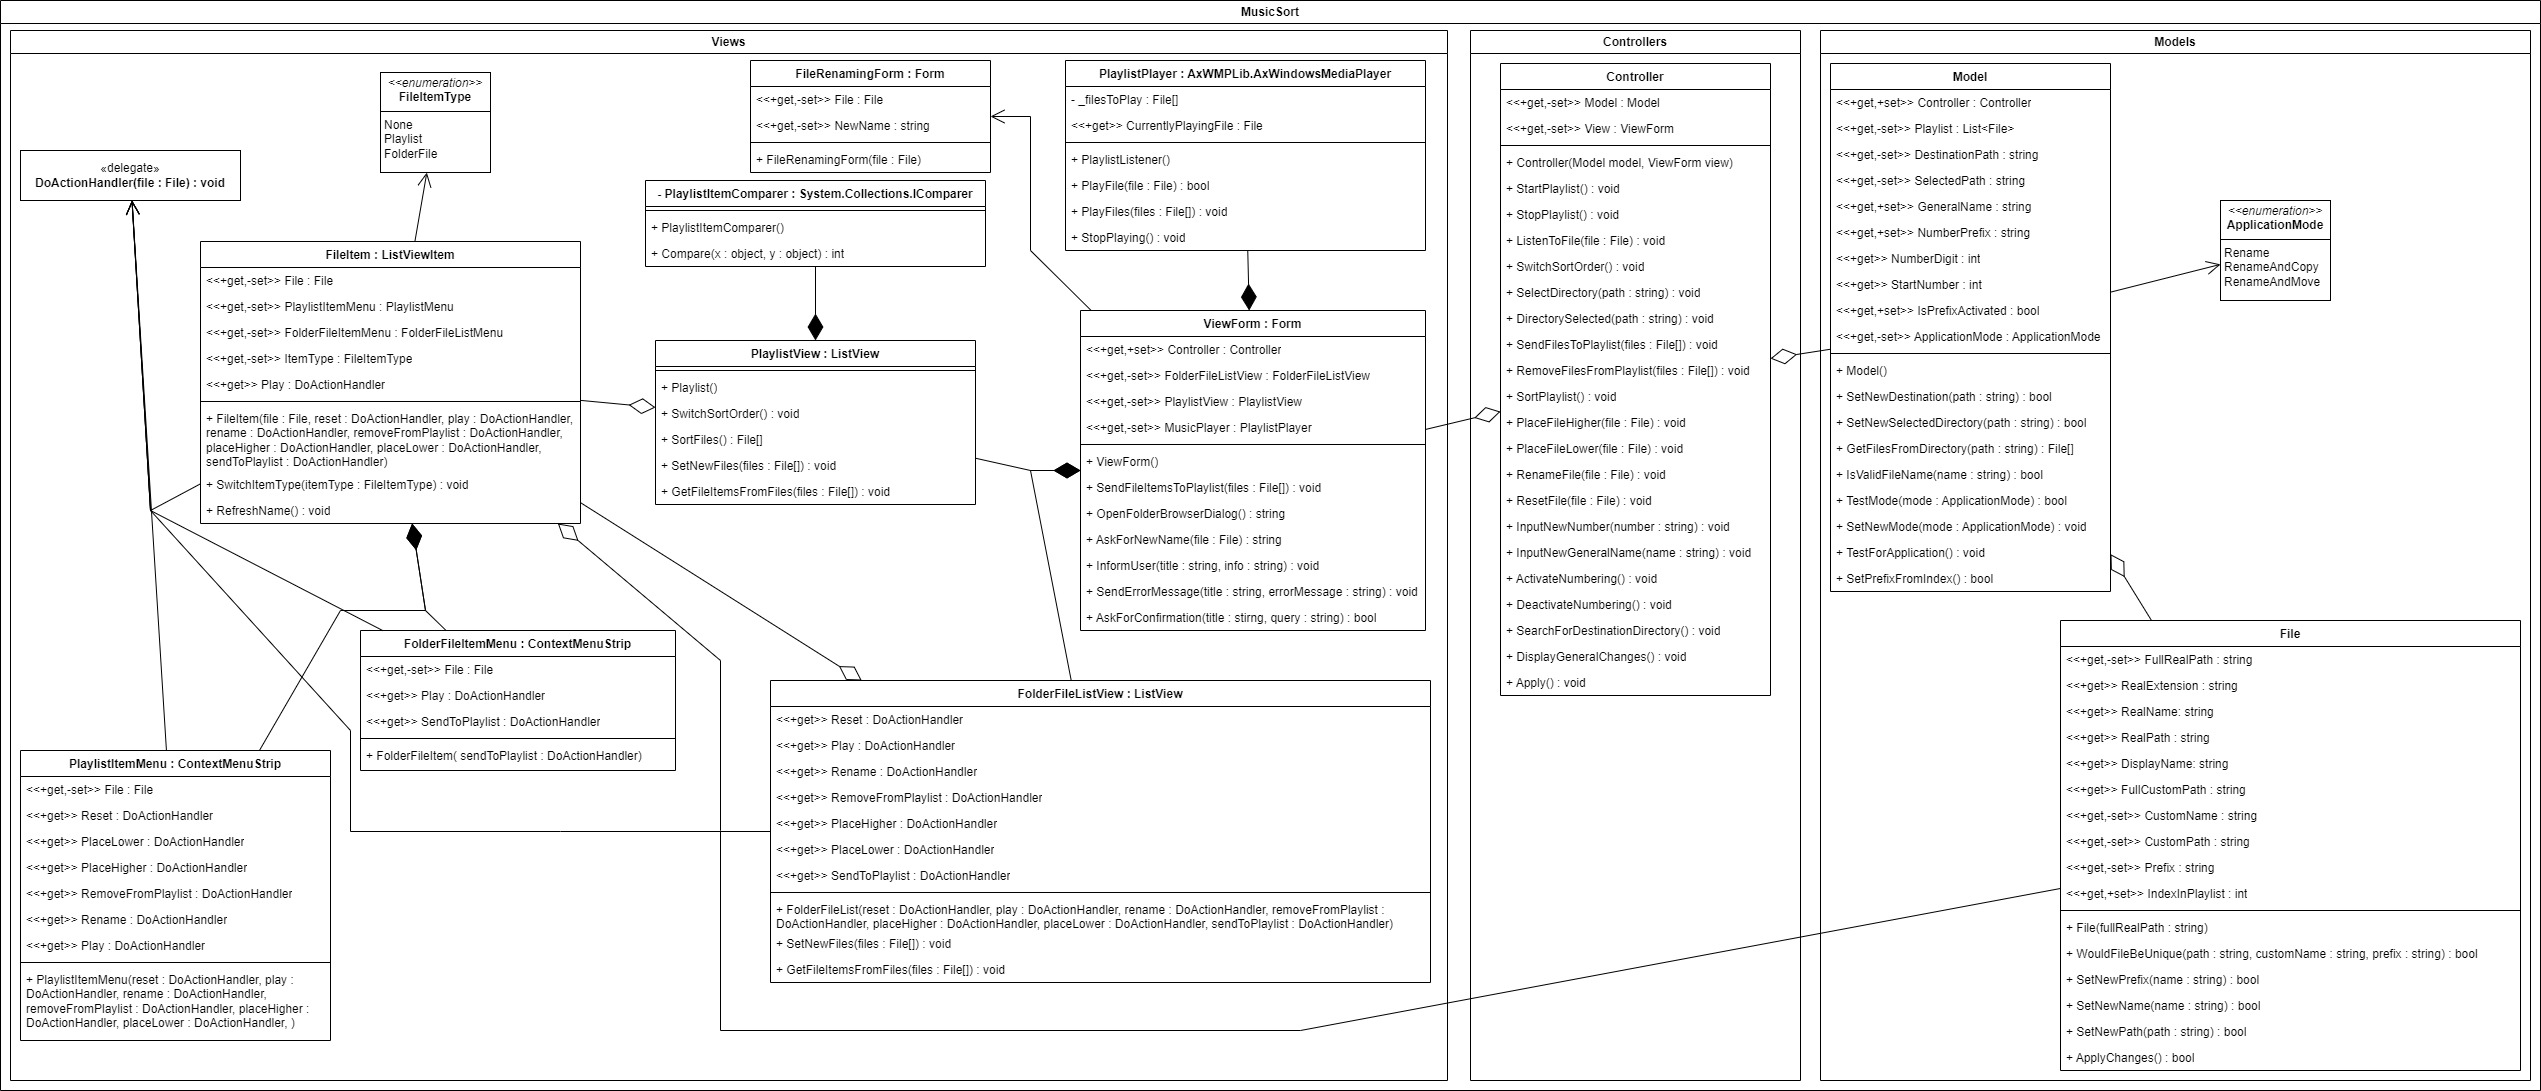 MusicSort
Views
<<enumeration>>
FileItemType
None
Playlist
FolderFile
«delegate»
DoActionHandler(file : File) : void
FileItem : ListViewItem
<<+get,-set>> File : File
<<+get,-set>> PlaylistItemMenu : PlaylistMenu
<<+get,-set>> FolderFileItemMenu : FolderFileListMenu
<<+get,-set>> ItemType : FileItemType
<<+get>> Play : DoActionHandler
+ FileItem(file : File, reset : DoActionHandler, play : DoActionHandler,
rename : DoActionHandler, removeFromPlaylist : DoActionHandler,
placeHigher : DoActionHandler, placeLower : DoActionHandler,
sendToPlaylist : DoActionHandler)
+ SwitchItemType(itemType : FileItemType) : void
+ RefreshName() : void
FileRenamingForm : Form
<<+get,-set>> File : File
<<+get,-set>> NewName : string
+ FileRenamingForm(file : File)
- PlaylistItemComparer : System.Collections.IComparer
+ PlaylistItemComparer()
+ Compare(x : object, y : object) : int
PlaylistPlayer : AxWMPLib.AxWindowsMediaPlayer
- _filesToPlay : File[]
<<+get>> CurrentlyPlayingFile : File
+ PlaylistListener()
+ PlayFile(file : File) : bool
+ PlayFiles(files : File[]) : void
+ StopPlaying() : void
PlaylistView : ListView
+ Playlist()
+ SwitchSortOrder() : void
+ SortFiles() : File[]
+ SetNewFiles(files : File[]) : void
+ GetFileItemsFromFiles(files : File[]) : void
ViewForm : Form
<<+get,+set>> Controller : Controller
<<+get,-set>> FolderFileListView : FolderFileListView
<<+get,-set>> PlaylistView : PlaylistView
<<+get,-set>> MusicPlayer : PlaylistPlayer
+ ViewForm()
+ SendFileItemsToPlaylist(files : File[]) : void
+ OpenFolderBrowserDialog() : string
+ AskForNewName(file : File) : string
+ InformUser(title : string, info : string) : void
+ SendErrorMessage(title : string, errorMessage : string) : void
+ AskForConfirmation(title : stirng, query : string) : bool
FolderFileItemMenu : ContextMenuStrip
<<+get,-set>> File : File
<<+get>> Play : DoActionHandler
<<+get>> SendToPlaylist : DoActionHandler
+ FolderFileItem( sendToPlaylist : DoActionHandler)
PlaylistItemMenu : ContextMenuStrip
<<+get,-set>> File : File
<<+get>> Reset : DoActionHandler
<<+get>> PlaceLower : DoActionHandler
<<+get>> PlaceHigher : DoActionHandler
<<+get>> RemoveFromPlaylist : DoActionHandler
<<+get>> Rename : DoActionHandler
<<+get>> Play : DoActionHandler
+ PlaylistItemMenu(reset : DoActionHandler, play :
DoActionHandler, rename : DoActionHandler,
removeFromPlaylist : DoActionHandler, placeHigher :
DoActionHandler, placeLower : DoActionHandler, )
FolderFileListView : ListView
<<+get>> Reset : DoActionHandler
<<+get>> Play : DoActionHandler
<<+get>> Rename : DoActionHandler
<<+get>> RemoveFromPlaylist : DoActionHandler
<<+get>> PlaceHigher : DoActionHandler
<<+get>> PlaceLower : DoActionHandler
<<+get>> SendToPlaylist : DoActionHandler
+ FolderFileList(reset : DoActionHandler, play : DoActionHandler, rename : DoActionHandler, removeFromPlaylist :
DoActionHandler, placeHigher : DoActionHandler, placeLower : DoActionHandler, sendToPlaylist : DoActionHandler)
+ SetNewFiles(files : File[]) : void
+ GetFileItemsFromFiles(files : File[]) : void
Controllers
Controller
<<+get,-set>> Model : Model
<<+get,-set>> View : ViewForm
+ Controller(Model model, ViewForm view)
+ StartPlaylist() : void
+ StopPlaylist() : void
+ ListenToFile(file : File) : void
+ SwitchSortOrder() : void
+ SelectDirectory(path : string) : void
+ DirectorySelected(path : string) : void
+ SendFilesToPlaylist(files : File[]) : void
+ RemoveFilesFromPlaylist(files : File[]) : void
+ SortPlaylist() : void
+ PlaceFileHigher(file : File) : void
+ PlaceFileLower(file : File) : void
+ RenameFile(file : File) : void
+ ResetFile(file : File) : void
+ InputNewNumber(number : string) : void
+ InputNewGeneralName(name : string) : void
+ ActivateNumbering() : void
+ DeactivateNumbering() : void
+ SearchForDestinationDirectory() : void
+ DisplayGeneralChanges() : void
+ Apply() : void
Models
Model
<<+get,+set>> Controller : Controller
<<+get,-set>> Playlist : List<File>
<<+get,-set>> DestinationPath : string
<<+get,-set>> SelectedPath : string
<<+get,+set>> GeneralName : string
<<+get,+set>> NumberPrefix : string
<<+get>> NumberDigit : int
<<+get>> StartNumber : int
<<+get,+set>> IsPrefixActivated : bool
<<+get,-set>> ApplicationMode : ApplicationMode
+ Model()
+ SetNewDestination(path : string) : bool
+ SetNewSelectedDirectory(path : string) : bool
+ GetFilesFromDirectory(path : string) : File[]
+ IsValidFileName(name : string) : bool
+ TestMode(mode : ApplicationMode) : bool
+ SetNewMode(mode : ApplicationMode) : void
+ TestForApplication() : void
+ SetPrefixFromIndex() : bool
<<enumeration>>
ApplicationMode
Rename
RenameAndCopy
RenameAndMove
File
<<+get,-set>> FullRealPath : string
<<+get>> RealExtension : string
<<+get>> RealName: string
<<+get>> RealPath : string
<<+get>> DisplayName: string
<<+get>> FullCustomPath : string
<<+get,-set>> CustomName : string
<<+get,-set>> CustomPath : string
<<+get,-set>> Prefix : string
<<+get,+set>> IndexInPlaylist : int
+ File(fullRealPath : string)
+ WouldFileBeUnique(path : string, customName : string, prefix : string) : bool
+ SetNewPrefix(name : string) : bool
+ SetNewName(name : string) : bool
+ SetNewPath(path : string) : bool
+ ApplyChanges() : bool